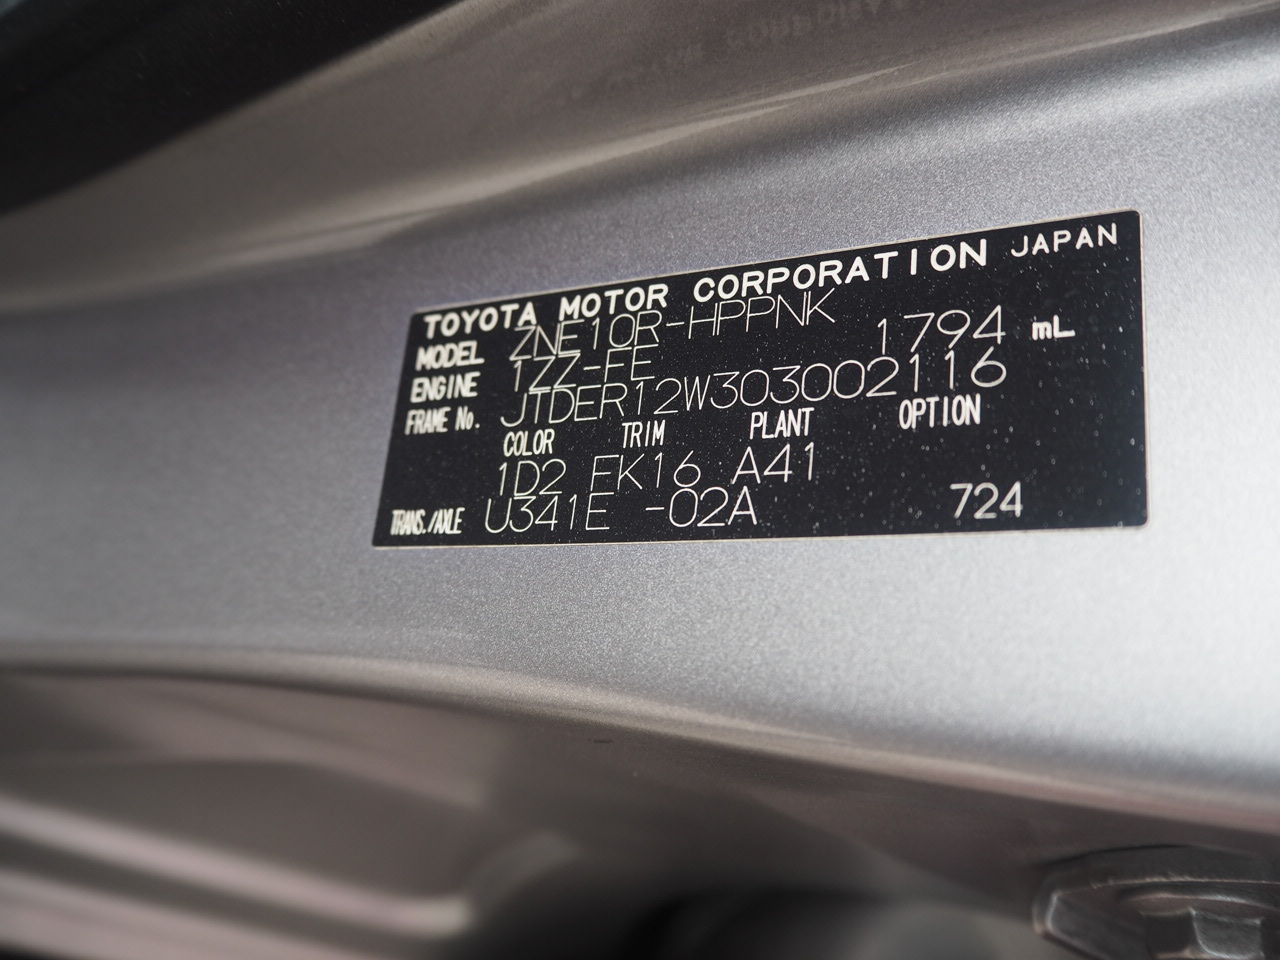 TOYOTA MOTOR CORPORATION JAPAN
MODEL ZNE10R-HPPNK
ENGINE 1ZZ-FE 1794 mL
FRAME No. JTDER12W303002116
COLOR TRIM PLANT OPTION
1D2 FK16 A41
TRANS./AXLE U341E -02A 724